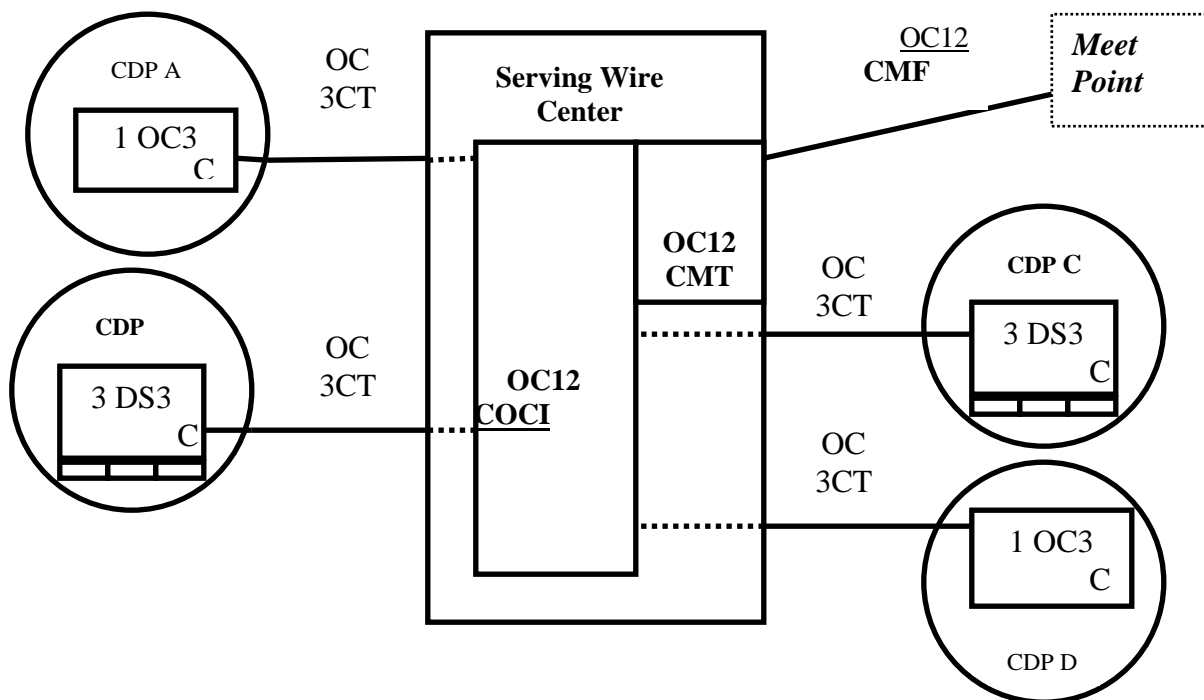 CDP A
1 OC3
C
OC
3CT
Serving Wire
Center
OC12
CMF
Meet
Point
OC12
CMT
CDP
3 DS3
C
OC
3CT
OC12
COCI
OC
3CT
CDP C
3 DS3
C
OC
3CT
1 OC3
C
CDP D